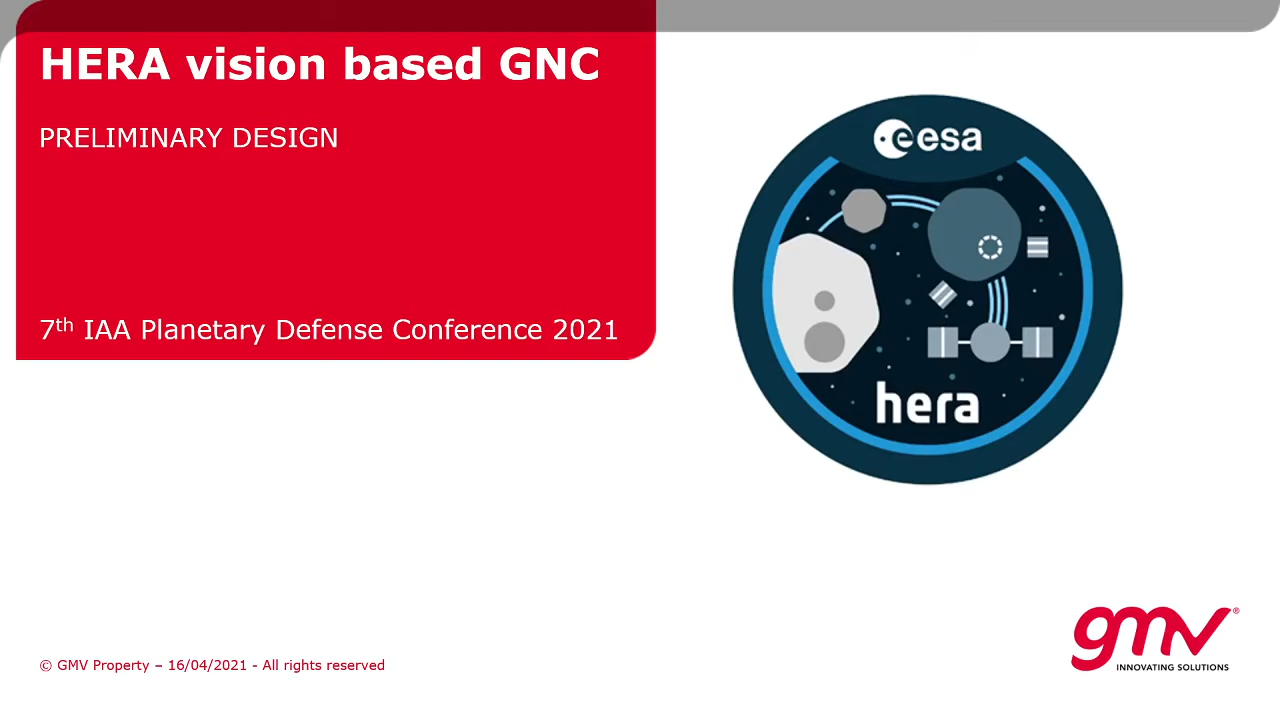 HERA vision based GNC
PRELIMINARY DESIGN
7th IAA Planetary Defense Conference 2021
esa
hera
gmv®
INNOVATING SOLUTIONS
© GMV Property – 16/04/2021 - All rights reserved